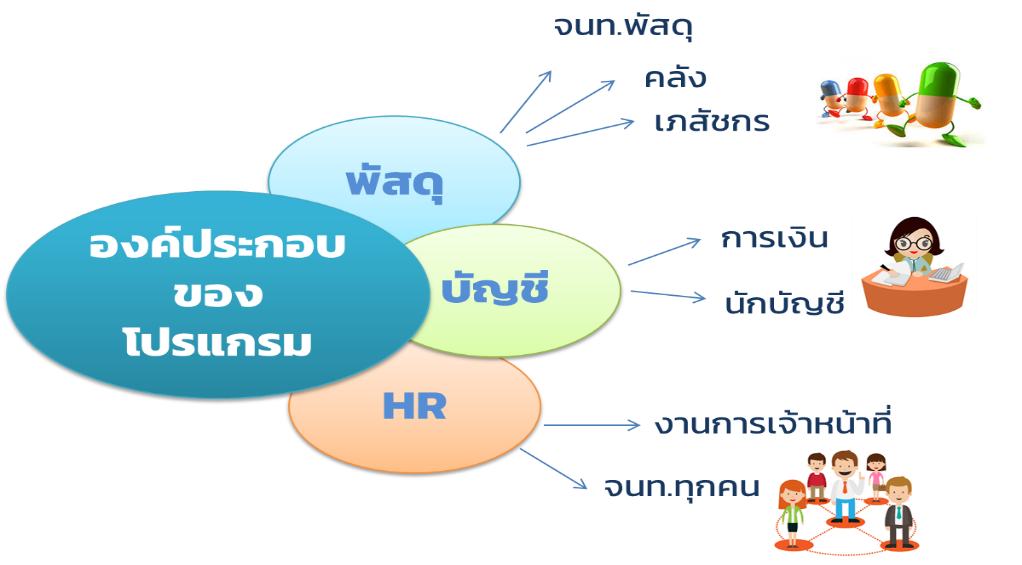 จนท.พัสดุ
คลัง
เภสัชกร
พัสดุ
องค์ประกอบ
ของ
โปรแกรม
บัญชี
การเงิน
นักบัญชี
HR
งานการเจ้าหน้าที่
จนท.ทุกคน